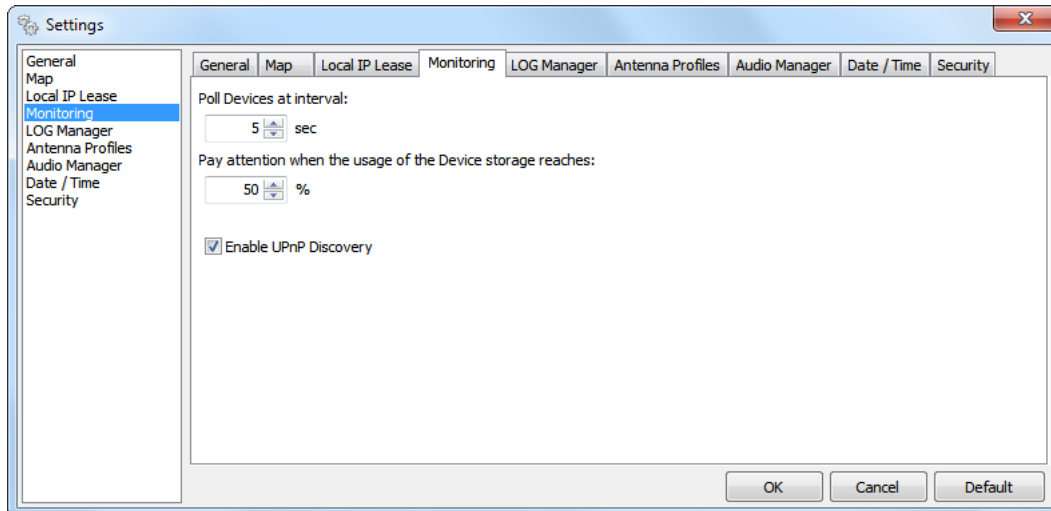 Settings
General
Map
Local IP Lease
Monitoring
LOG Manager
Antenna Profiles
Audio Manager
Date / Time
Security
General Map Local IP Lease Monitoring LOG Manager Antenna Profiles Audio Manager Date / Time Security
Poll Devices at interval:
5 sec
Pay attention when the usage of the Device storage reaches:
50 %
Enable UPnP Discovery
OK Cancel Default